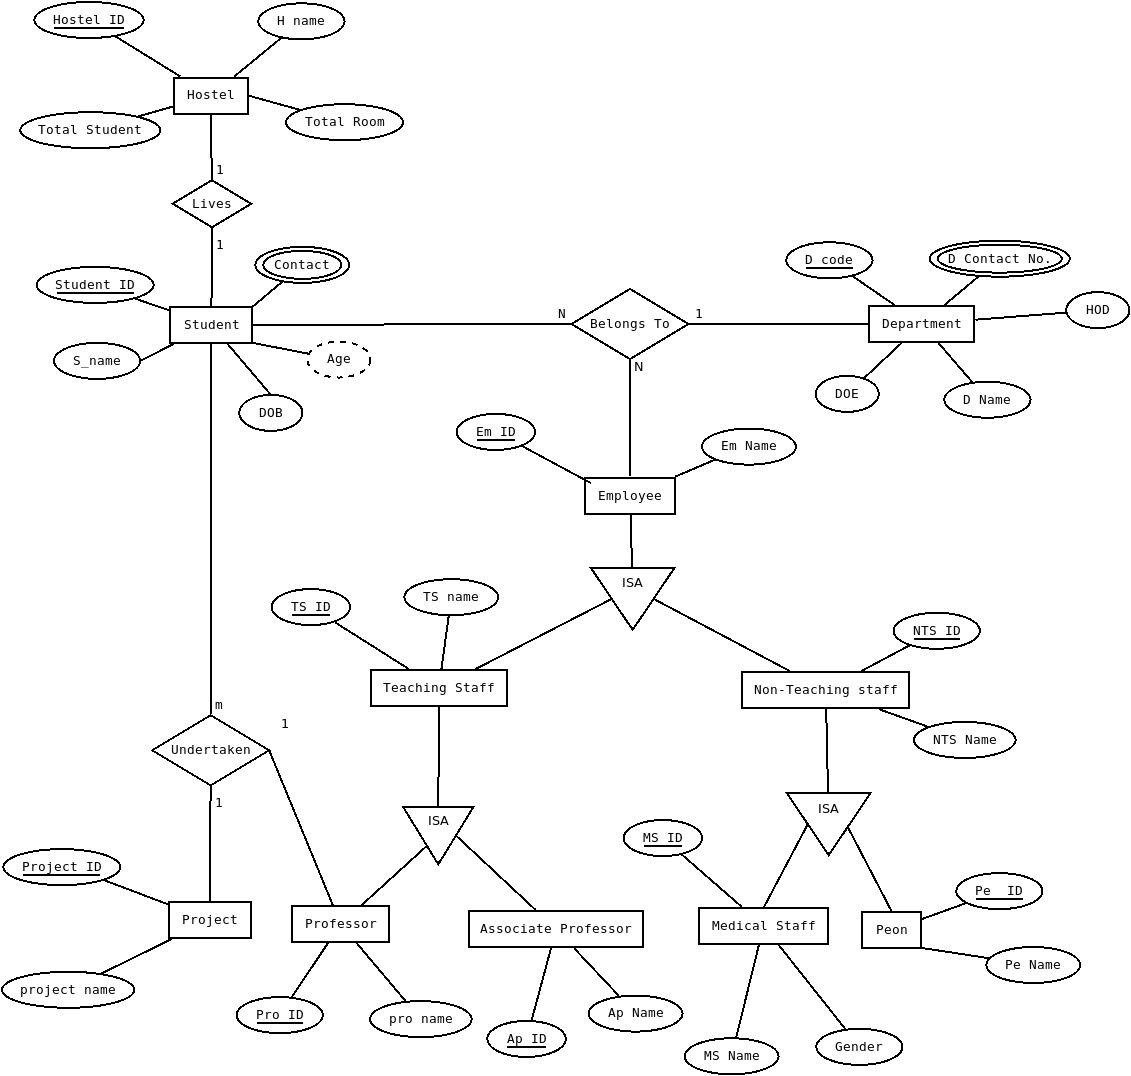 Hostel ID
H name
Hostel
Total Student
Total Room
1
Lives
1
Student ID
Contact
D code
D Contact No.
HOD
Student
N
Belongs To
1
Department
S_name
Age
N
DOB
DOE
D Name
Em ID
Em Name
Employee
ISA
TS ID
TS name
NTS ID
Teaching Staff
Non-Teaching staff
m
1
Undertaken
NTS Name
1
ISA
ISA
MS ID
Project ID
Pe  ID
Project
Professor
Associate Professor
Medical Staff
Peon
Pe Name
project name
Pro ID
pro name
Ap ID
Ap Name
MS Name
Gender